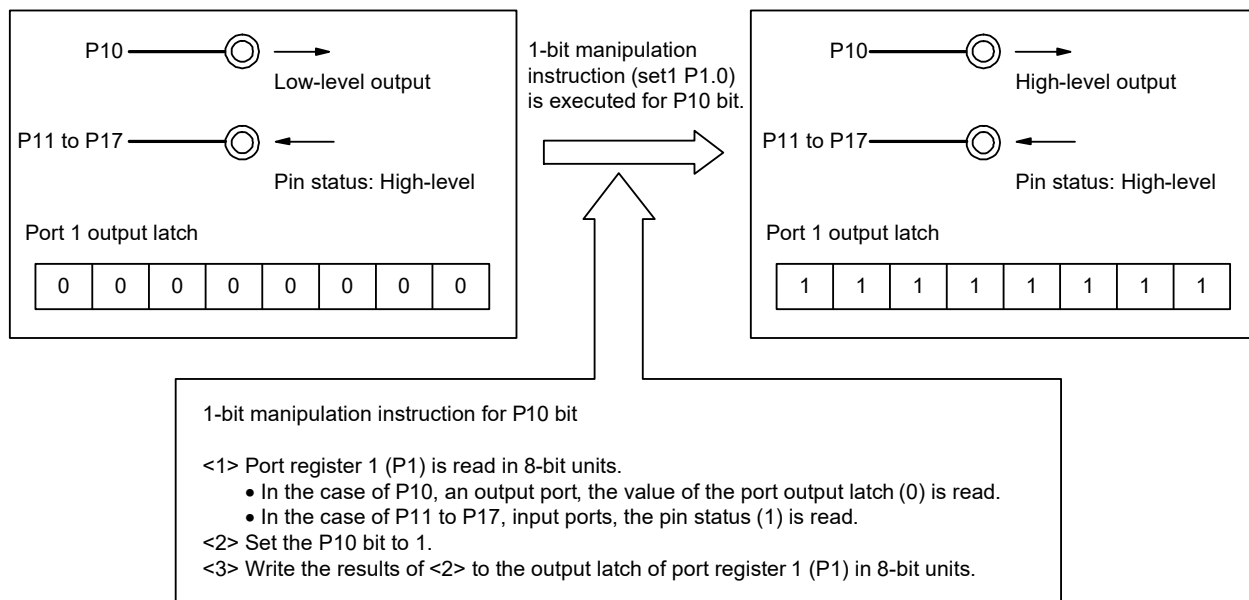 P10
Low-level output
P11 to P17
Pin status: High-level
Port 1 output latch
0 0 0 0 0 0 0 0
1-bit manipulation
instruction (set1 P1.0)
is executed for P10 bit.
P10
High-level output
P11 to P17
Pin status: High-level
Port 1 output latch
1 1 1 1 1 1 1 1
1-bit manipulation instruction for P10 bit
<1> Port register 1 (P1) is read in 8-bit units.
• In the case of P10, an output port, the value of the port output latch (0) is read.
• In the case of P11 to P17, input ports, the pin status (1) is read.
<2> Set the P10 bit to 1.
<3> Write the results of <2> to the output latch of port register 1 (P1) in 8-bit units.